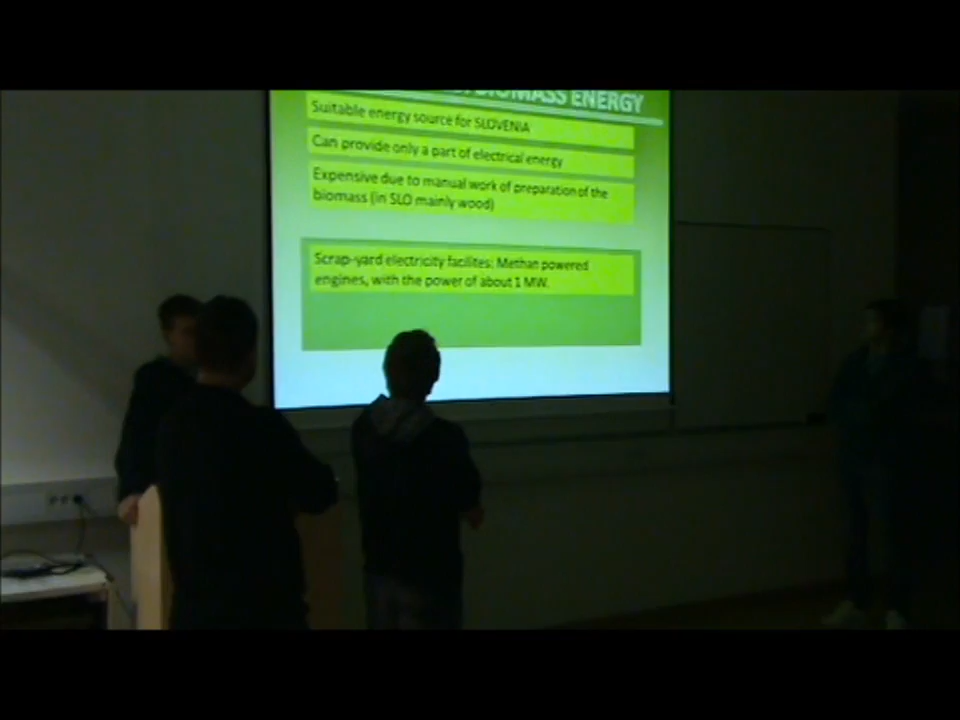 BIOMASS ENERGY
Suitable energy source for SLOVENIA
Can provide only a part of electrical energy
Expensive due to manual work of preparation of the
biomass (in SLO mainly wood)
Scrap-yard electricity facilites: Methan powered
engines, with the power of about 1 MW.